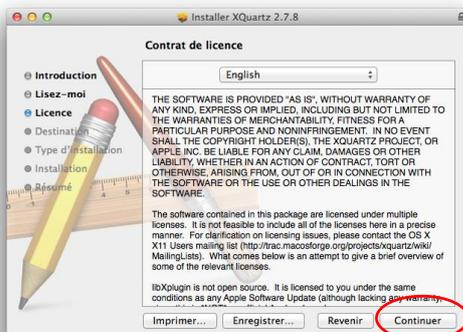 Installer XQuartz 2.7.8
Contrat de licence
Introduction
Lisez-moi
Licence
Destination
Type d'installation
Installation
Résumé
English
THE SOFTWARE IS PROVIDED "AS IS", WITHOUT WARRANTY OF
ANY KIND, EXPRESS OR IMPLIED, INCLUDING BUT NOT LIMITED TO
THE WARRANTIES OF MERCHANTABILITY, FITNESS FOR A
PARTICULAR PURPOSE AND NONINFRINGEMENT. IN NO EVENT
SHALL THE COPYRIGHT HOLDER(S), THE XQUARTZ PROJECT, OR
APPLE INC. BE LIABLE FOR ANY CLAIM, DAMAGES OR OTHER
LIABILITY, WHETHER IN AN ACTION OF CONTRACT, TORT OR
OTHERWISE, ARISING FROM, OUT OF OR IN CONNECTION WITH
THE SOFTWARE OR THE USE OR OTHER DEALINGS IN THE
SOFTWARE.
The software contained in this package are licensed under multiple
licenses. It is not feasible to include all of the licenses here in a precise
manner. For clarification on licensing issues, please contact the OS X
X11 Users mailing list (http://trac.macosforge.org/projects/xquartz/wiki/
MailingLists). What comes below is an attempt to give a brief overview of
some of the relevant licenses.
libXplugin is not open source. It is licensed to you under the same
conditions as any Apple Software Update (although lacking any warranty,
Imprimer...
Enregistrer...
Revenir
Continuer